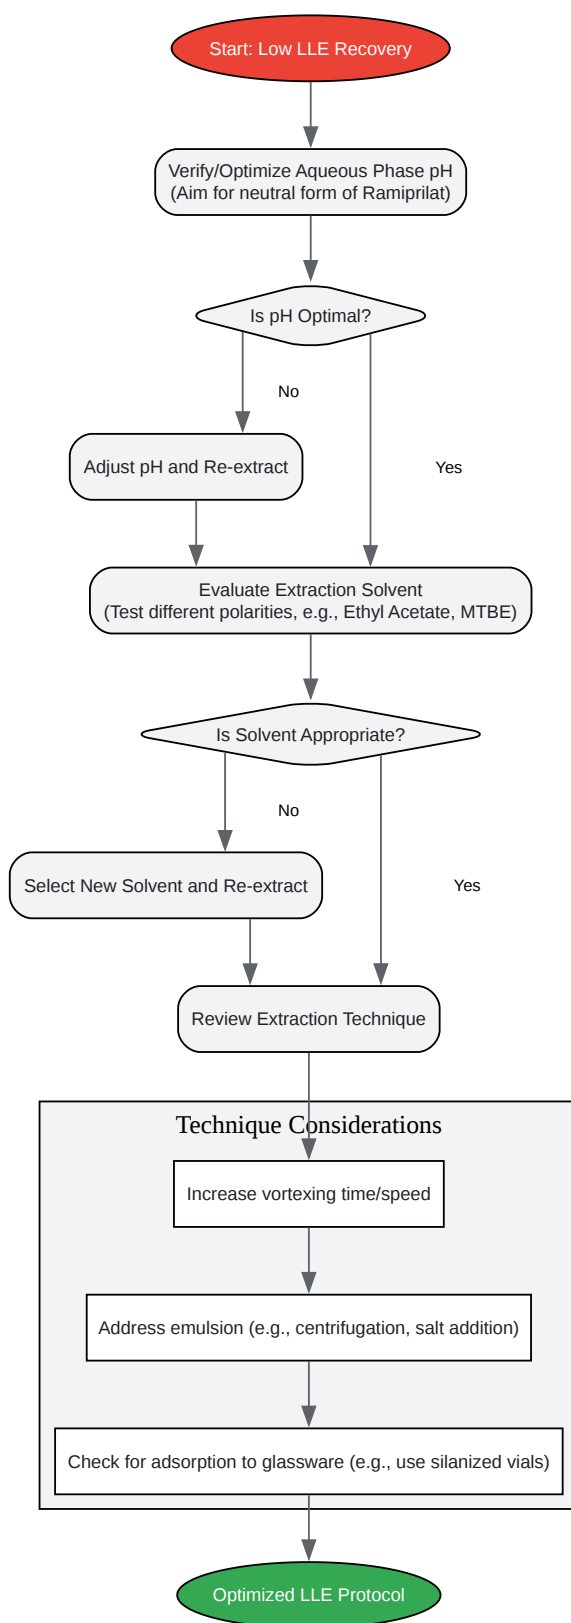 Start: Low LLE Recovery
Verify/Optimize Aqueous Phase pH
(Aim for neutral form of Ramiprilat)
Is pH Optimal?
No
Adjust pH and Re-extract
Yes
Evaluate Extraction Solvent
(Test different polarities, e.g., Ethyl Acetate, MTBE)
Is Solvent Appropriate?
No
Select New Solvent and Re-extract
Yes
Review Extraction Technique
Technique Considerations
Increase vortexing time/speed
Address emulsion (e.g., centrifugation, salt addition)
Check for adsorption to glassware (e.g., use silanized vials)
Optimized LLE Protocol